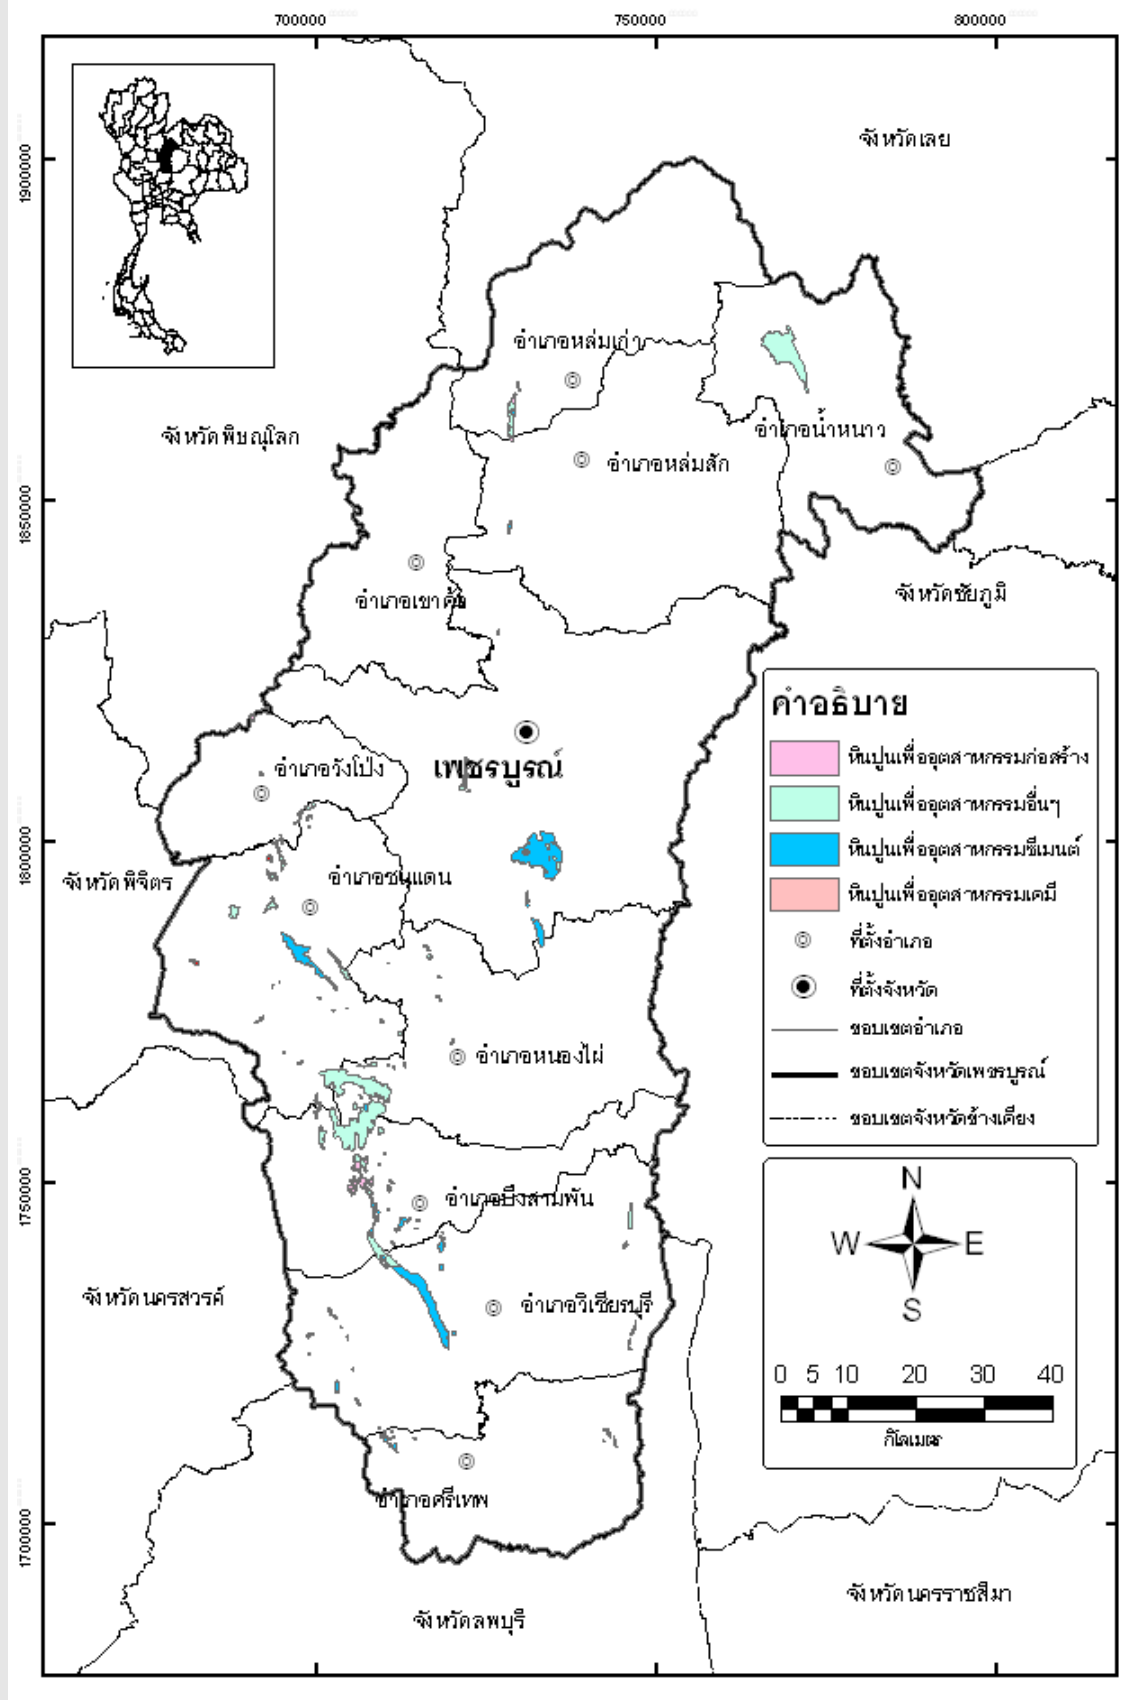 700000
750000
800000
จังหวัดเลย
1900000
อำเภอหล่มเก่า
จังหวัดพิษณุโลก
อำเภอน้ำหนาว
อำเภอหล่มสัก
1850000
จังหวัดชัยภูมิ
อำเภอเขาค้อ
คำอธิบาย
หินปูนเพื่ออุตสาหกรรมก่อสร้าง
หินปูนเพื่ออุตสาหกรรมอื่นๆ
หินปูนเพื่ออุตสาหกรรมซีเมนต์
หินปูนเพื่ออุตสาหกรรมเคมี
ที่ตั้งอำเภอ
ที่ตั้งจังหวัด
ขอบเขตอำเภอ
ขอบเขตจังหวัดเพชรบูรณ์
ขอบเขตจังหวัดข้างเคียง
อำเภอวังโป่ง
เพชรบูรณ์
1800000
จังหวัดพิจิตร
อำเภอชนแดน
อำเภอหนองไผ่
1750000
อำเภอบึงสามพัน
N
W
E
S
จังหวัดนครสวรรค์
อำเภอวิเชียรบุรี
0 5 10 20 30 40
กิโลเมตร
อำเภอศรีเทพ
1700000
จังหวัดนครราชสีมา
จังหวัดลพบุรี